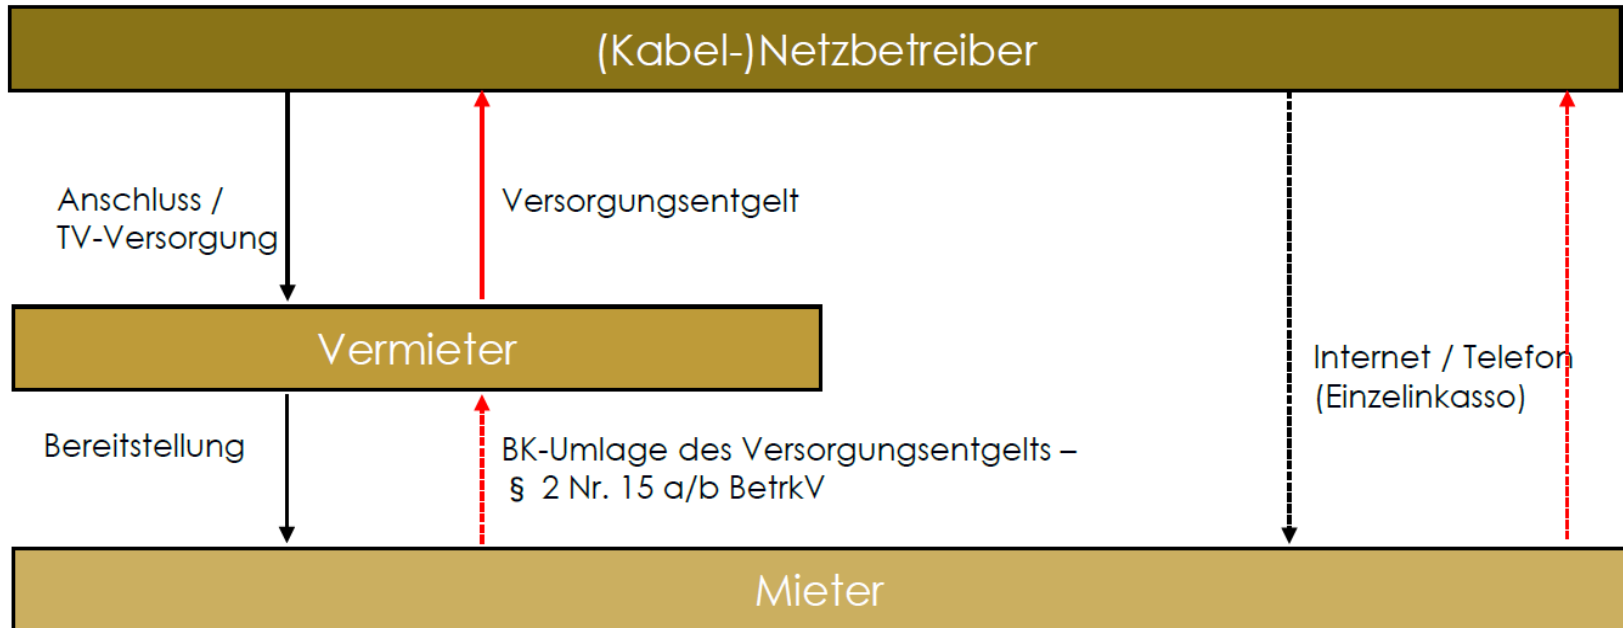 (Kabel-)Netzbetreiber
Anschluss /
TV-Versorgung
Versorgungsentgelt
Vermieter
Internet / Telefon
(Einzelinkasso)
Bereitstellung
BK-Umlage des Versorgungsentgelts –
§ 2 Nr. 15 a/b BetrkV
Mieter